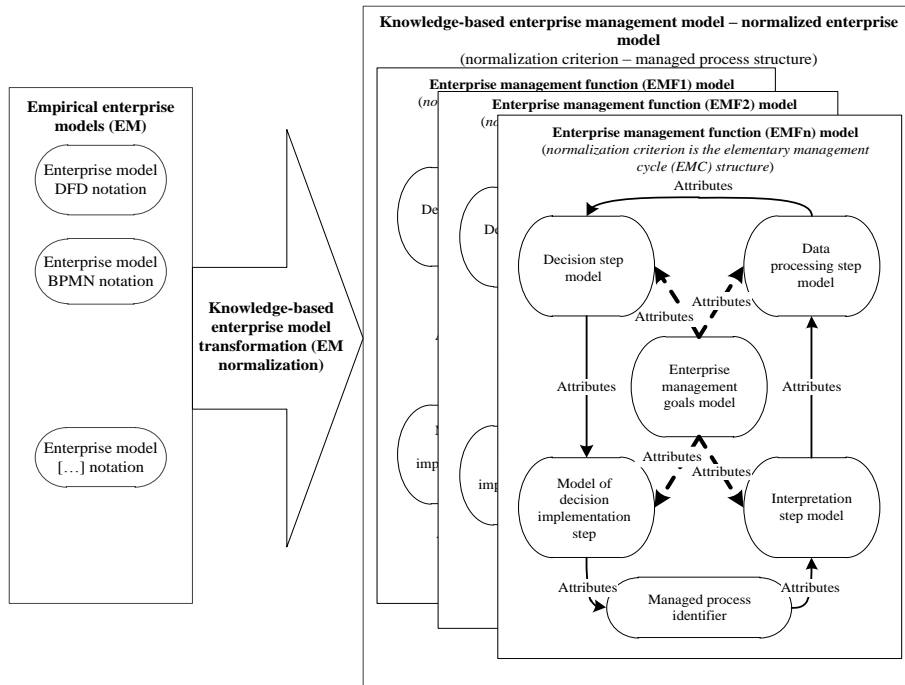 Knowledge-based enterprise management model – normalized enterprise
model
(normalization criterion – managed process structure)
Empirical enterprise
models (EM)
Enterprise model
DFD notation
Enterprise model
BPMN notation
Enterprise model
[…] notation
Knowledge-based
enterprise model
transformation (EM
normalization)
Enterprise management function (EMF1) model
Enterprise management function (EMF2) model
Enterprise management function (EMFn) model
(normalization criterion is the elementary management
cycle (EMC) structure)
Attributes
Decision step
model
Data
processing step
model
Attributes
Attributes
Attributes
Enterprise
management
goals model
Attributes
Attributes
Attributes
Model of
decision
implementation
step
Interpretation
step model
Attributes
Managed process
identifier
Attributes